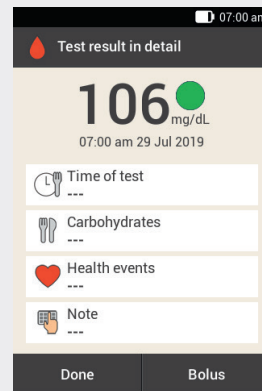 07:00 am
Test result in detail
106
mg/dL
07:00 am 29 Jul 2019
Time of test
---
Carbohydrates
---
Health events
---
Note
---
Done
Bolus